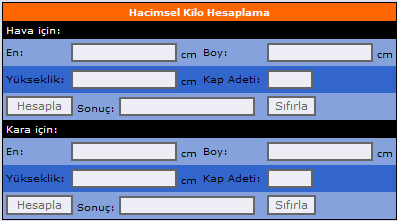 Hacimsel Kilo Hesaplama
Hava için:
En: cm Boy: cm
Yükseklik: cm Kap Adeti:
Hesapla Sonuç: Sıfırla
Kara için:
En: cm Boy: cm
Yükseklik: cm Kap Adeti:
Hesapla Sonuç: Sıfırla